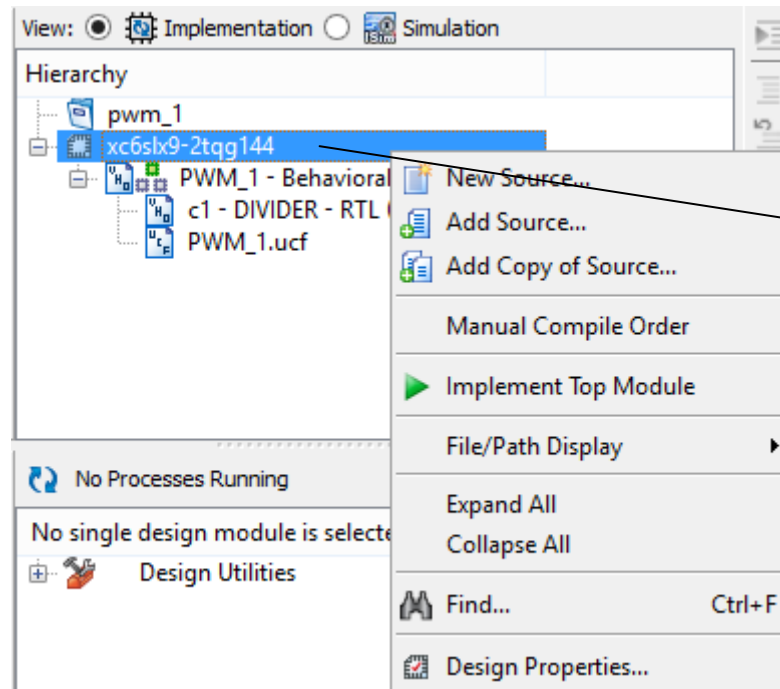 View: Implementation Simulation
Hierarchy
pwm_1
xc6slx9-2tqg144
PWM_1 - Behavioral
c1 - DIVIDER - RTL (
PWM_1.ucf
New Source...
Add Source...
Add Copy of Source...
Manual Compile Order
Implement Top Module
File/Path Display
Expand All
Collapse All
Find... Ctrl+F
Design Properties...
No Processes Running
No single design module is selecte
Design Utilities